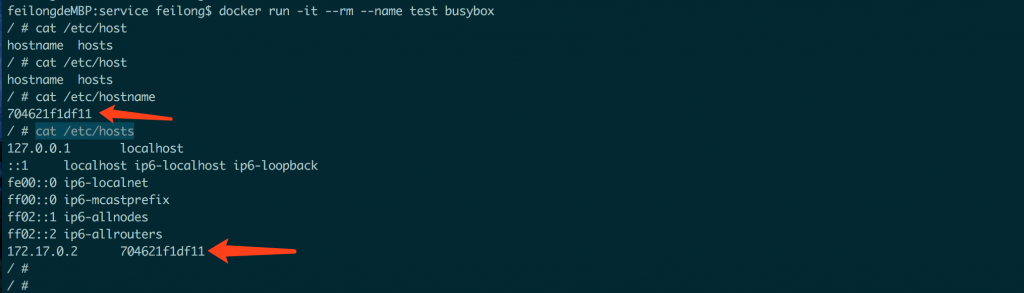 feilongdeMBP:service feilong$ docker run -it --rm --name test busybox
/ # cat /etc/host
hostname  hosts
/ # cat /etc/host
hostname  hosts
/ # cat /etc/hostname
704621f1df11
/ # cat /etc/hosts
127.0.0.1       localhost
::1     localhost ip6-localhost ip6-loopback
fe00::0 ip6-localnet
ff00::0 ip6-mcastprefix
ff02::1 ip6-allnodes
ff02::2 ip6-allrouters
172.17.0.2      704621f1df11
/ #
/ #